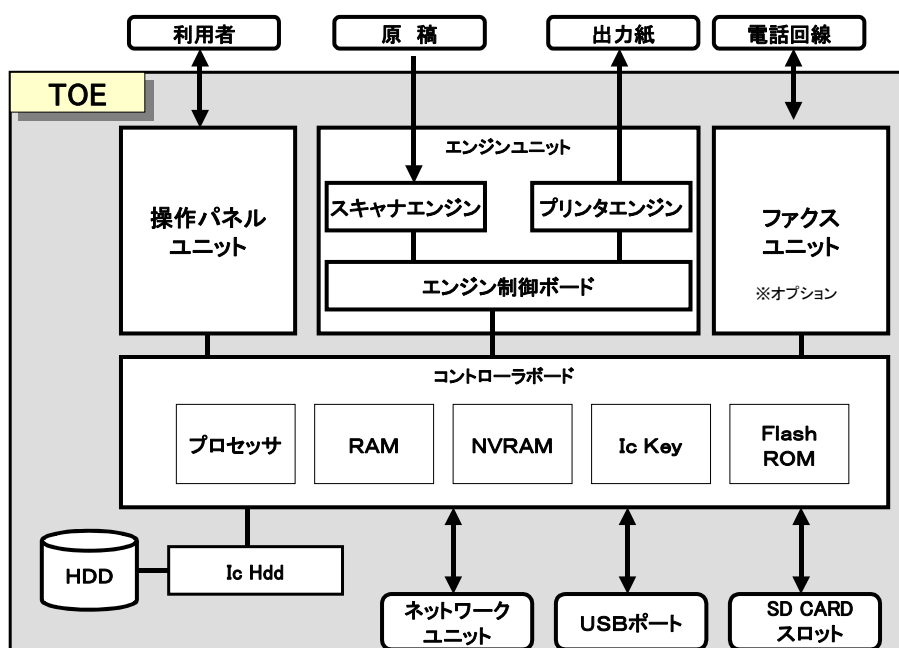 利用者
原 稿
出力紙
電話回線
TOE
操作パネル
ユニット
エンジンユニット
スキャナエンジン
プリンタエンジン
エンジン制御ボード
ファクス
ユニット
※オプション
コントローラボード
プロセッサ
RAM
NVRAM
Ic Key
Flash
ROM
HDD
Ic Hdd
ネットワーク
ユニット
USBポート
SD CARD
スロット